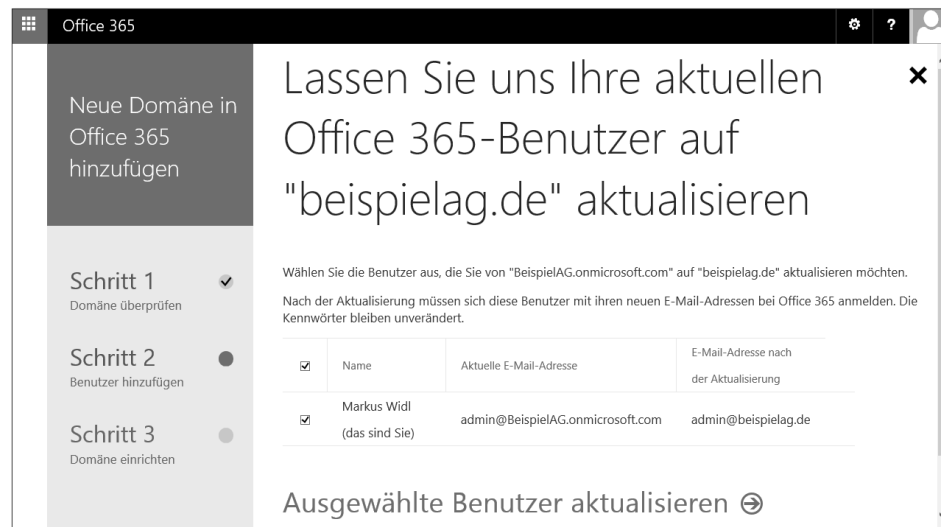 Office 365
?
Neue Domäne in
Office 365
hinzufügen
Schritt 1
Domäne überprüfen
Schritt 2
Benutzer hinzufügen
Schritt 3
Domäne einrichten
Lassen Sie uns Ihre aktuellen
Office 365-Benutzer auf
"beispielag.de" aktualisieren
Wählen Sie die Benutzer aus, die Sie von "BeispielAG.onmicrosoft.com" auf "beispielag.de" aktualisieren möchten.
Nach der Aktualisierung müssen sich diese Benutzer mit ihren neuen E-Mail-Adressen bei Office 365 anmelden. Die
Kennwörter bleiben unverändert.
Name Aktuelle E-Mail-Adresse E-Mail-Adresse nach
der Aktualisierung
Markus Widl
(das sind Sie) admin@BeispielAG.onmicrosoft.com admin@beispielag.de
Ausgewählte Benutzer aktualisieren